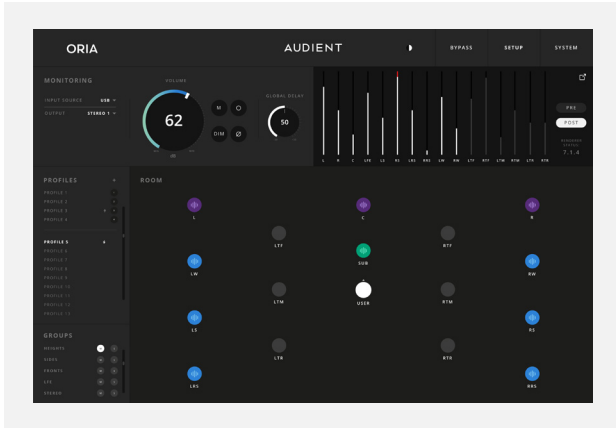 ORIA
AUDIENT
BYPASS
SETUP
SYSTEM
MONITORING
INPUT SOURCE USB
OUTPUT STEREO 1
VOLUME
62
dB
M
DIM
Ø
GLOBAL DELAY
50
L R C LFE LS RS LRS RRS LW RW LTF RTF LTM RTM LTR RTR
PRE
POST
7.1.4
PROFILES +
PROFILE 1
PROFILE 2
PROFILE 3
PROFILE 4
PROFILE 5
PROFILE 6
PROFILE 7
PROFILE 8
PROFILE 9
PROFILE 10
PROFILE 11
PROFILE 12
PROFILE 13
GROUPS
HEIGHTS
SIDES
FRONTS
LFE
STEREO
ROOM
L C R
LTF RTF
SUB
LW RW
LTM USER RTM
LS RS
LTR RTR
LRS RRS